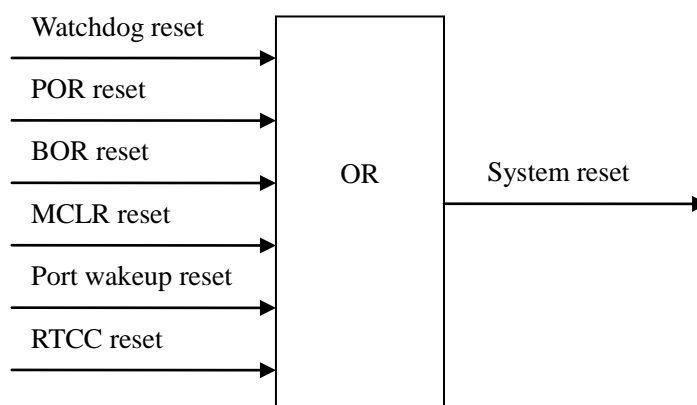 Watchdog reset
POR reset
BOR reset
MCLR reset
Port wakeup reset
RTCC reset
OR
System reset